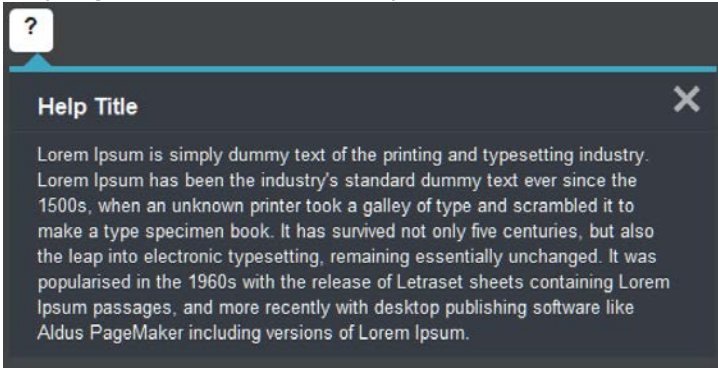 ?
Help Title
Lorem Ipsum is simply dummy text of the printing and typesetting industry.
Lorem Ipsum has been the industry's standard dummy text ever since the
1500s, when an unknown printer took a galley of type and scrambled it to
make a type specimen book. It has survived not only five centuries, but also
the leap into electronic typesetting, remaining essentially unchanged. It was
popularised in the 1960s with the release of Letraset sheets containing Lorem
Ipsum passages, and more recently with desktop publishing software like
Aldus PageMaker including versions of Lorem Ipsum.